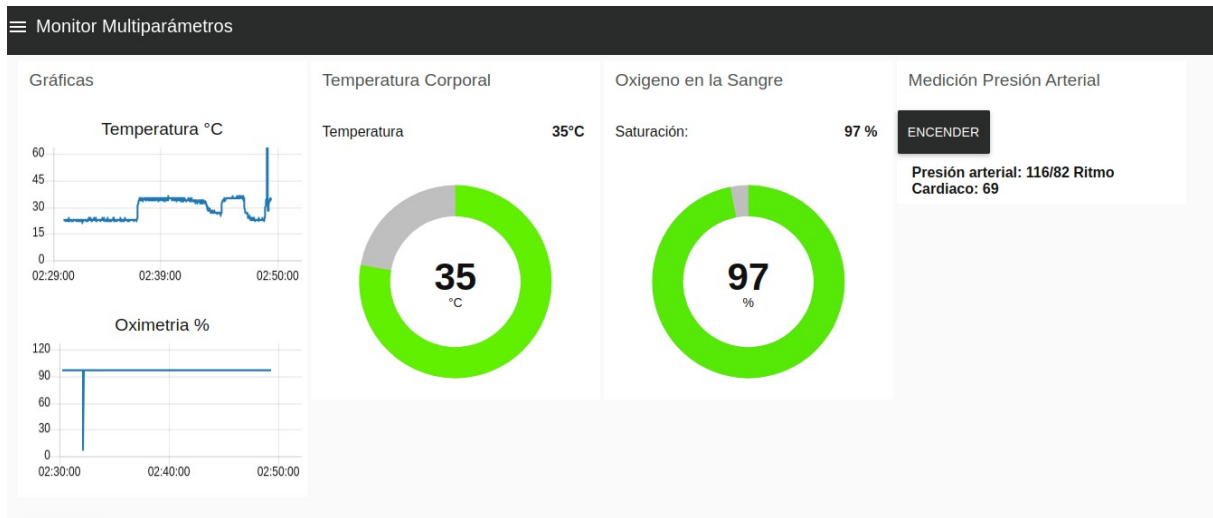 Monitor Multiparámetros
Gráficas
Temperatura °C
60
45
30
15
0
02:29:00 02:39:00 02:50:00
Oximetria %
120
90
60
30
0
02:30:00 02:40:00 02:50:00
Temperatura Corporal
Temperatura 35°C
35
°C
Oxigeno en la Sangre
Saturación: 97 %
97
%
Medición Presión Arterial
ENCENDER
Presión arterial: 116/82 Ritmo
Cardiaco: 69